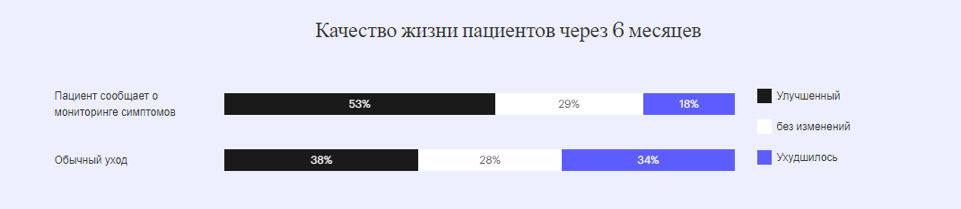 Качество жизни пациентов через 6 месяцев
Пациент сообщает о
мониторинге симптомов
53%
29%
18%
Улучшенный
без изменений
Обычный уход
38%
28%
34%
Ухудшилось